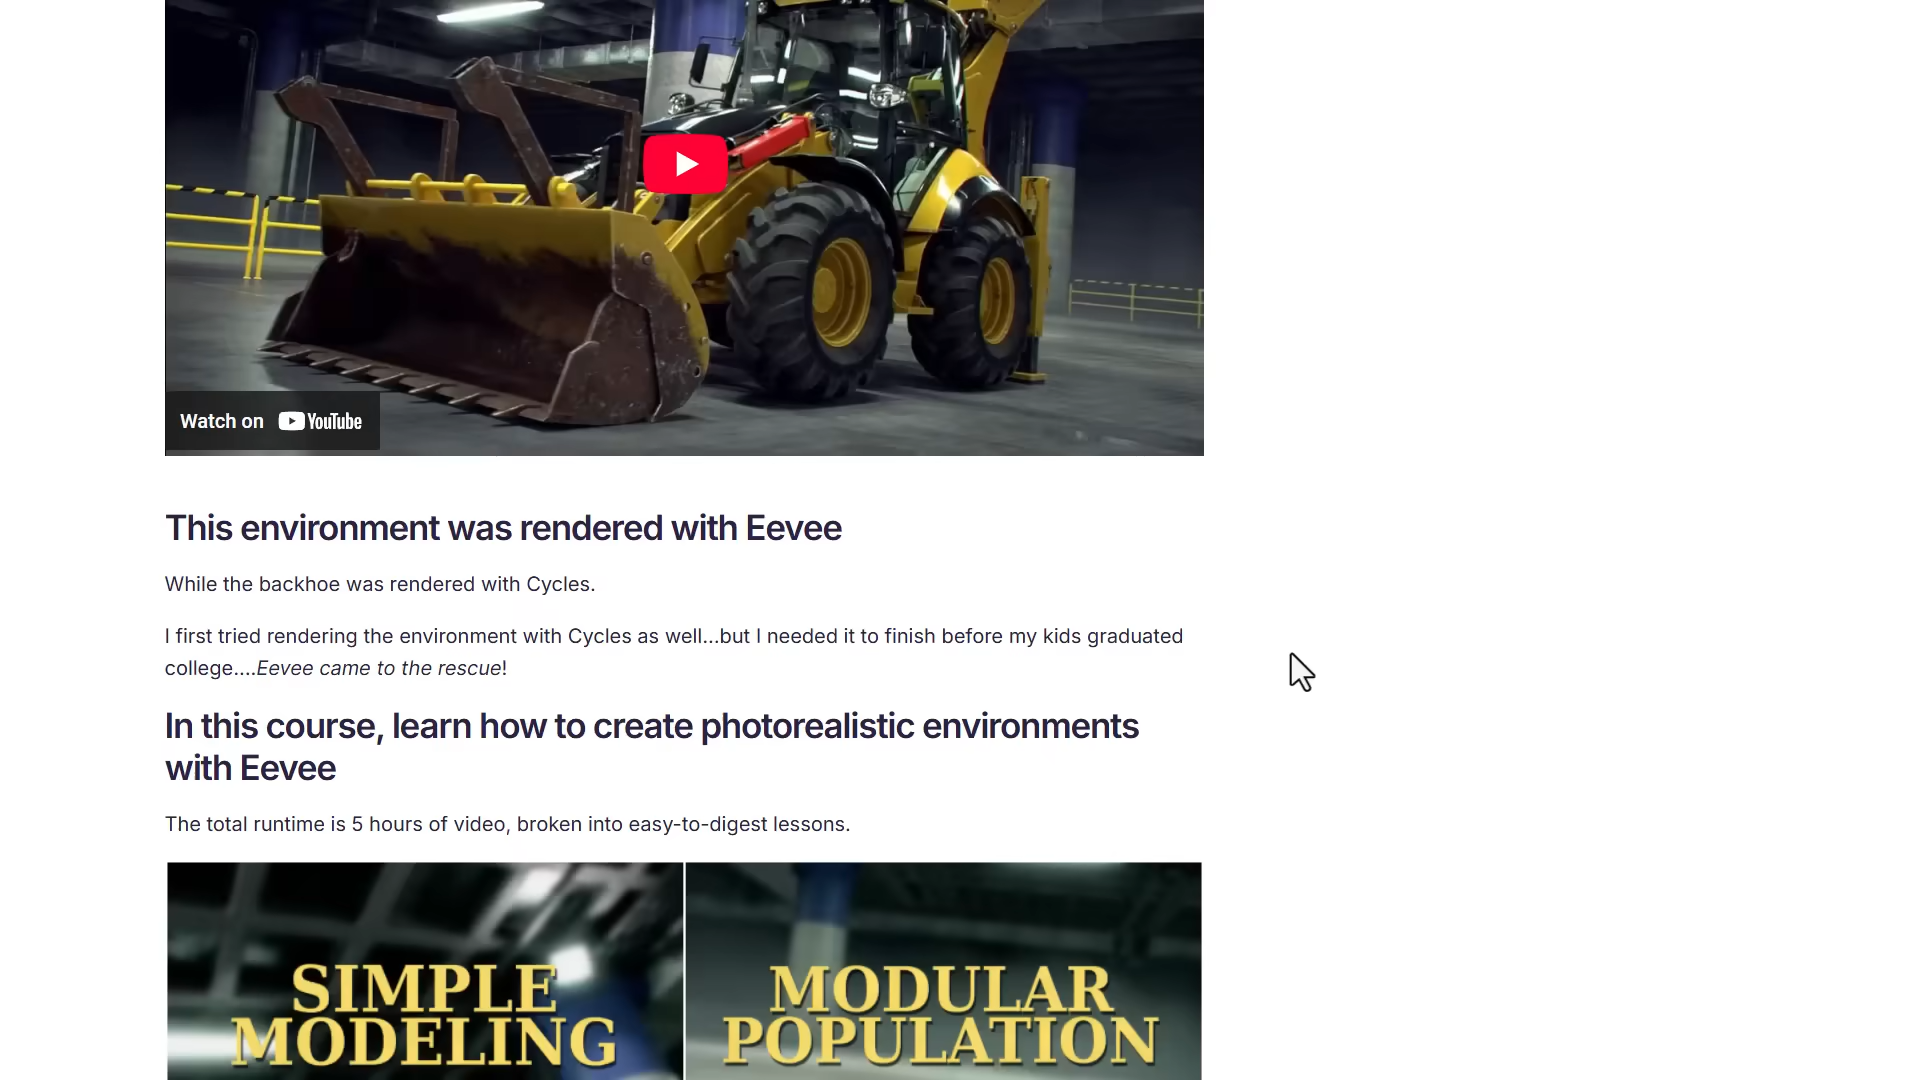 Watch on YouTube
This environment was rendered with Eevee
While the backhoe was rendered with Cycles.
I first tried rendering the environment with Cycles as well...but I needed it to finish before my kids graduated
college....Eevee came to the rescue!
In this course, learn how to create photorealistic environments
with Eevee
The total runtime is 5 hours of video, broken into easy-to-digest lessons.
SIMPLE
MODELING
MODULAR
POPULATION